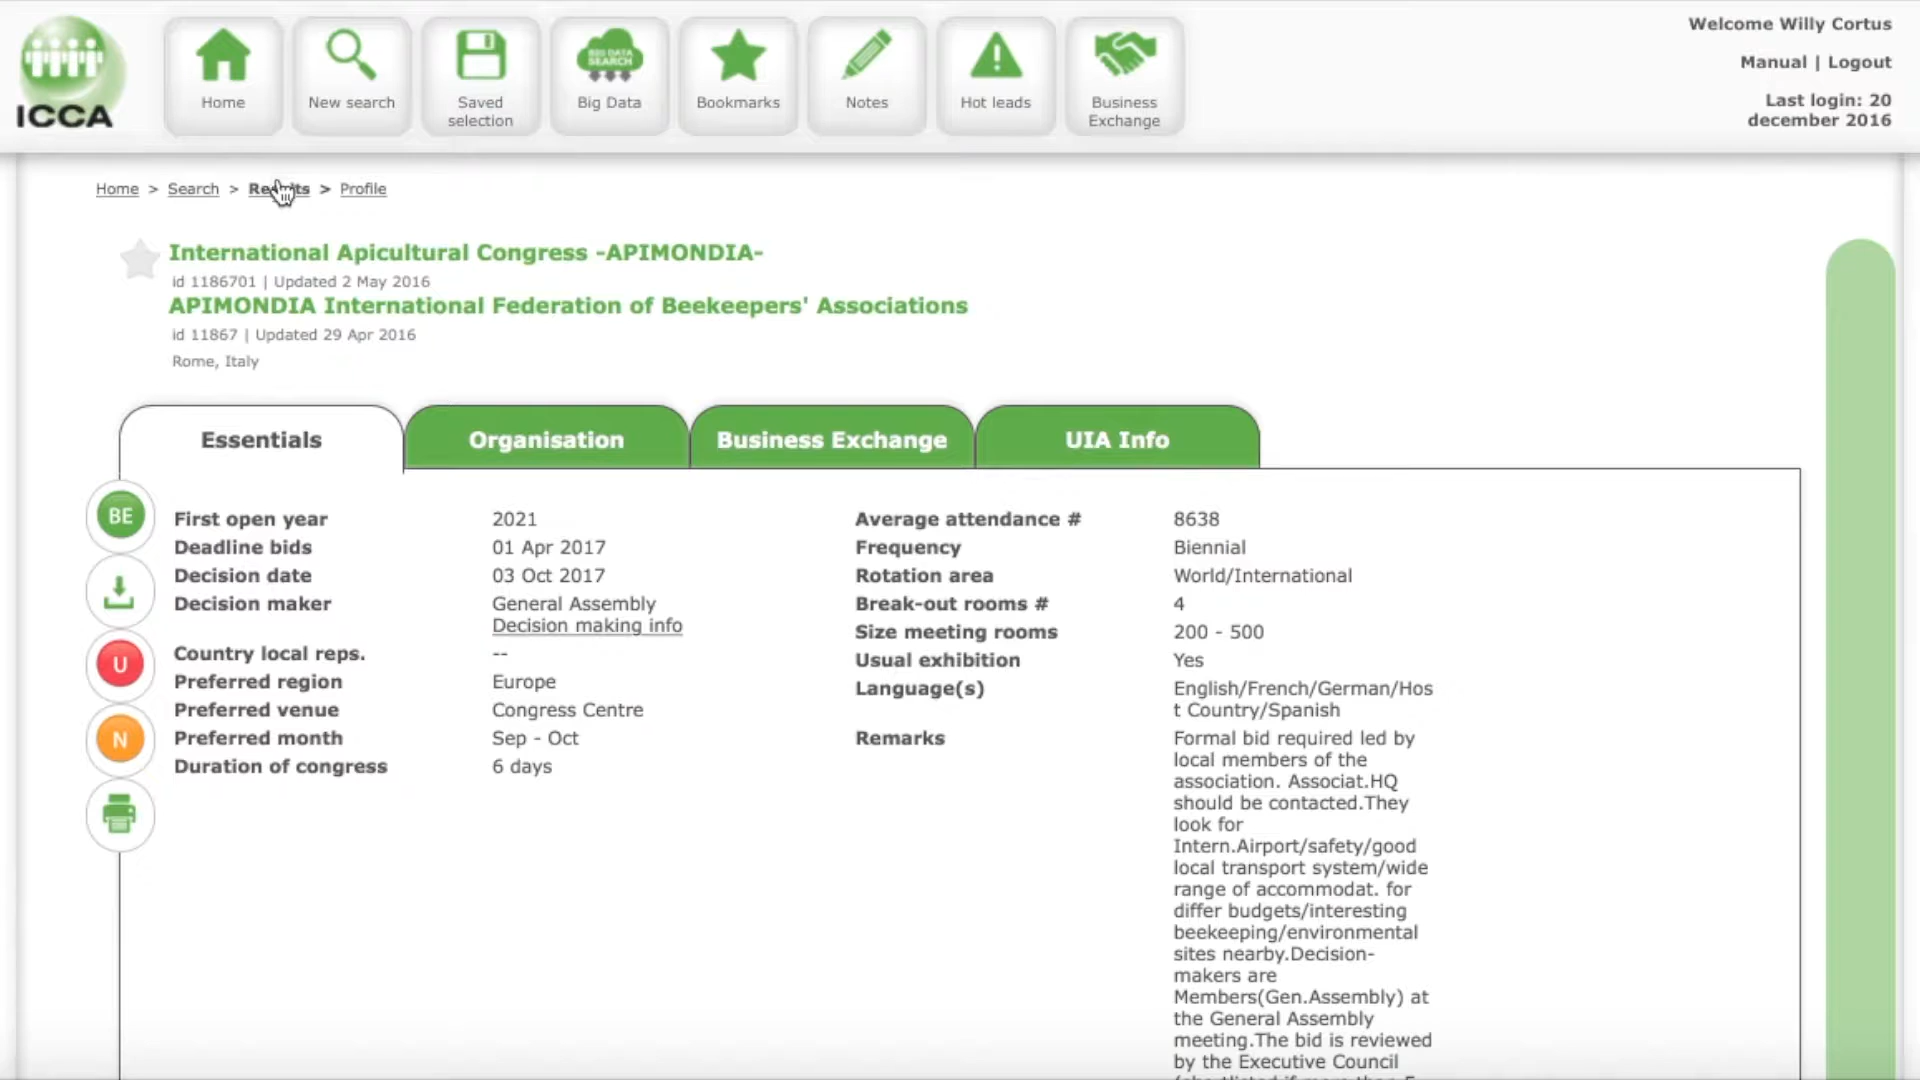 Welcome Willy Cortus
Manual | Logout
Last login: 20
december 2016
ICCA
Home
New search
Saved
selection
BIG DATA
SEARCH
Big Data
Bookmarks
Notes
Hot leads
Business
Exchange
Home > Search > Results > Profile
International Apicultural Congress -APIMONDIA-
id 1186701 | Updated 2 May 2016
APIMONDIA International Federation of Beekeepers' Associations
id 11867 | Updated 29 Apr 2016
Rome, Italy
Essentials
Organisation
Business Exchange
UIA Info
BE
U
N
First open year 2021
Deadline bids 01 Apr 2017
Decision date 03 Oct 2017
Decision maker General Assembly
Decision making info
Country local reps. --
Preferred region Europe
Preferred venue Congress Centre
Preferred month Sep - Oct
Duration of congress 6 days
Average attendance # 8638
Frequency Biennial
Rotation area World/International
Break-out rooms # 4
Size meeting rooms 200 - 500
Usual exhibition Yes
Language(s) English/French/German/Hos
t Country/Spanish
Remarks Formal bid required led by
local members of the
association. Associat.HQ
should be contacted.They
look for
Intern.Airport/safety/good
local transport system/wide
range of accommodat. for
differ budgets/interesting
beekeeping/environmental
sites nearby.Decision-
makers are
Members(Gen.Assembly) at
the General Assembly
meeting.The bid is reviewed
by the Executive Council